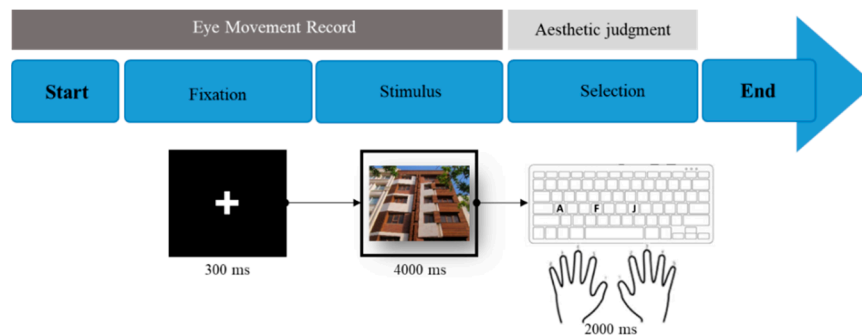 Eye Movement Record
Aesthetic judgment
Start
Fixation
Stimulus
Selection
End
A F J
300 ms
4000 ms
2000 ms